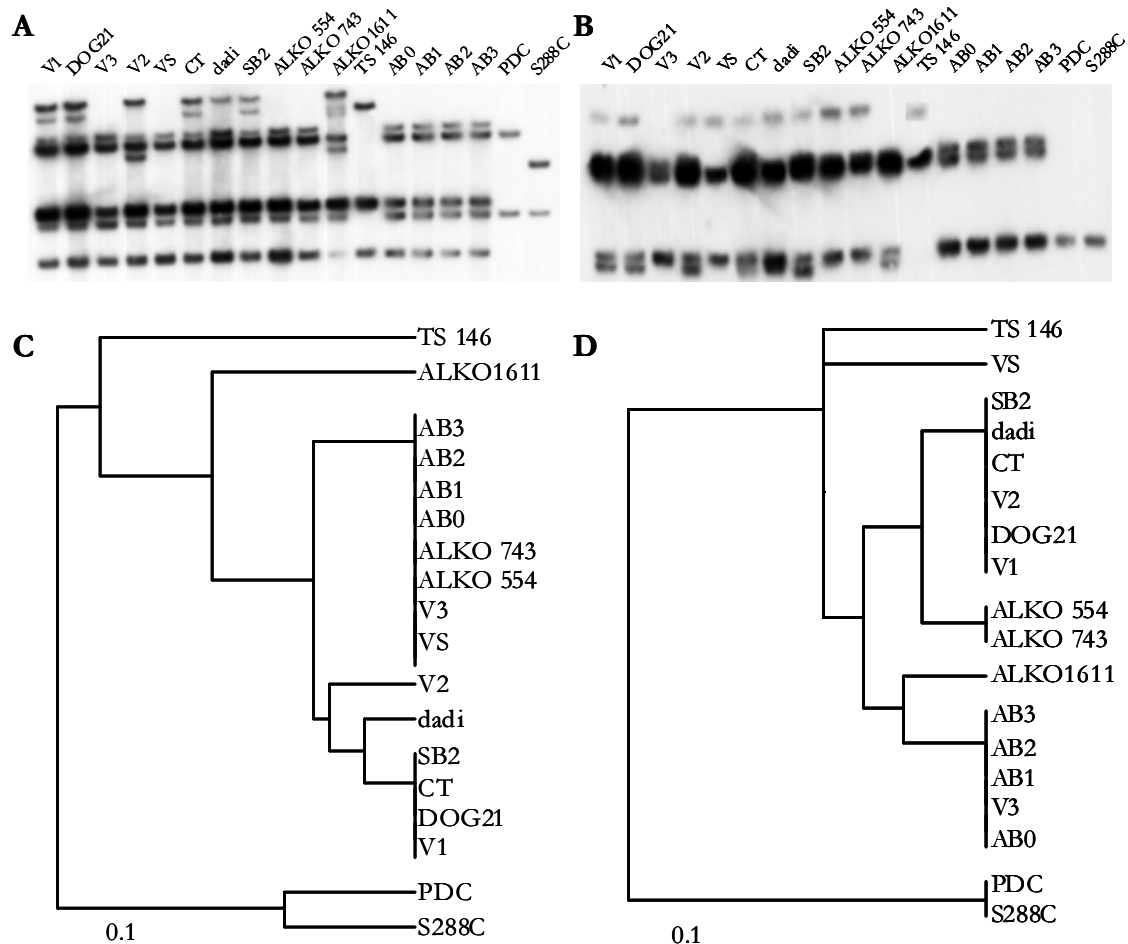 A
V1 DOG21 V3 V2 VS CT dadi SB2 ALKO 554 ALKO 743 ALKO 1611 TS 146 AB0 AB1 AB2 AB3 PDC S288C
B
V1 DOG21 V3 V2 VS CT dadi SB2 ALKO 554 ALKO 743 ALKO1611 TS 146 AB0 AB1 AB2 AB3 PDC S288C
C
TS 146
ALKO1611
AB3
AB2
AB1
AB0
ALKO 743
ALKO 554
V3
VS
V2
dadi
SB2
CT
DOG21
V1
PDC
S288C
0.1
D
TS 146
VS
SB2
dadi
CT
V2
DOG21
V1
ALKO 554
ALKO 743
ALKO1611
AB3
AB2
AB1
V3
AB0
PDC
S288C
0.1